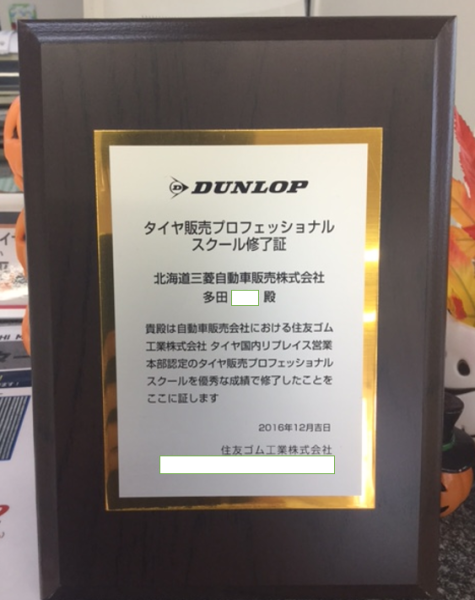 DUNLOP
タイヤ販売プロフェッショナル
スクール修了証
北海道三菱自動車販売株式会社
多田 殿
貴殿は自動車販売会社における住友ゴム
工業株式会社 タイヤ国内リプレイス営業
本部認定のタイヤ販売プロフェッショナル
スクールを優秀な成績で修了したことを
ここに証します
2016年12月吉日
住友ゴム工業株式会社